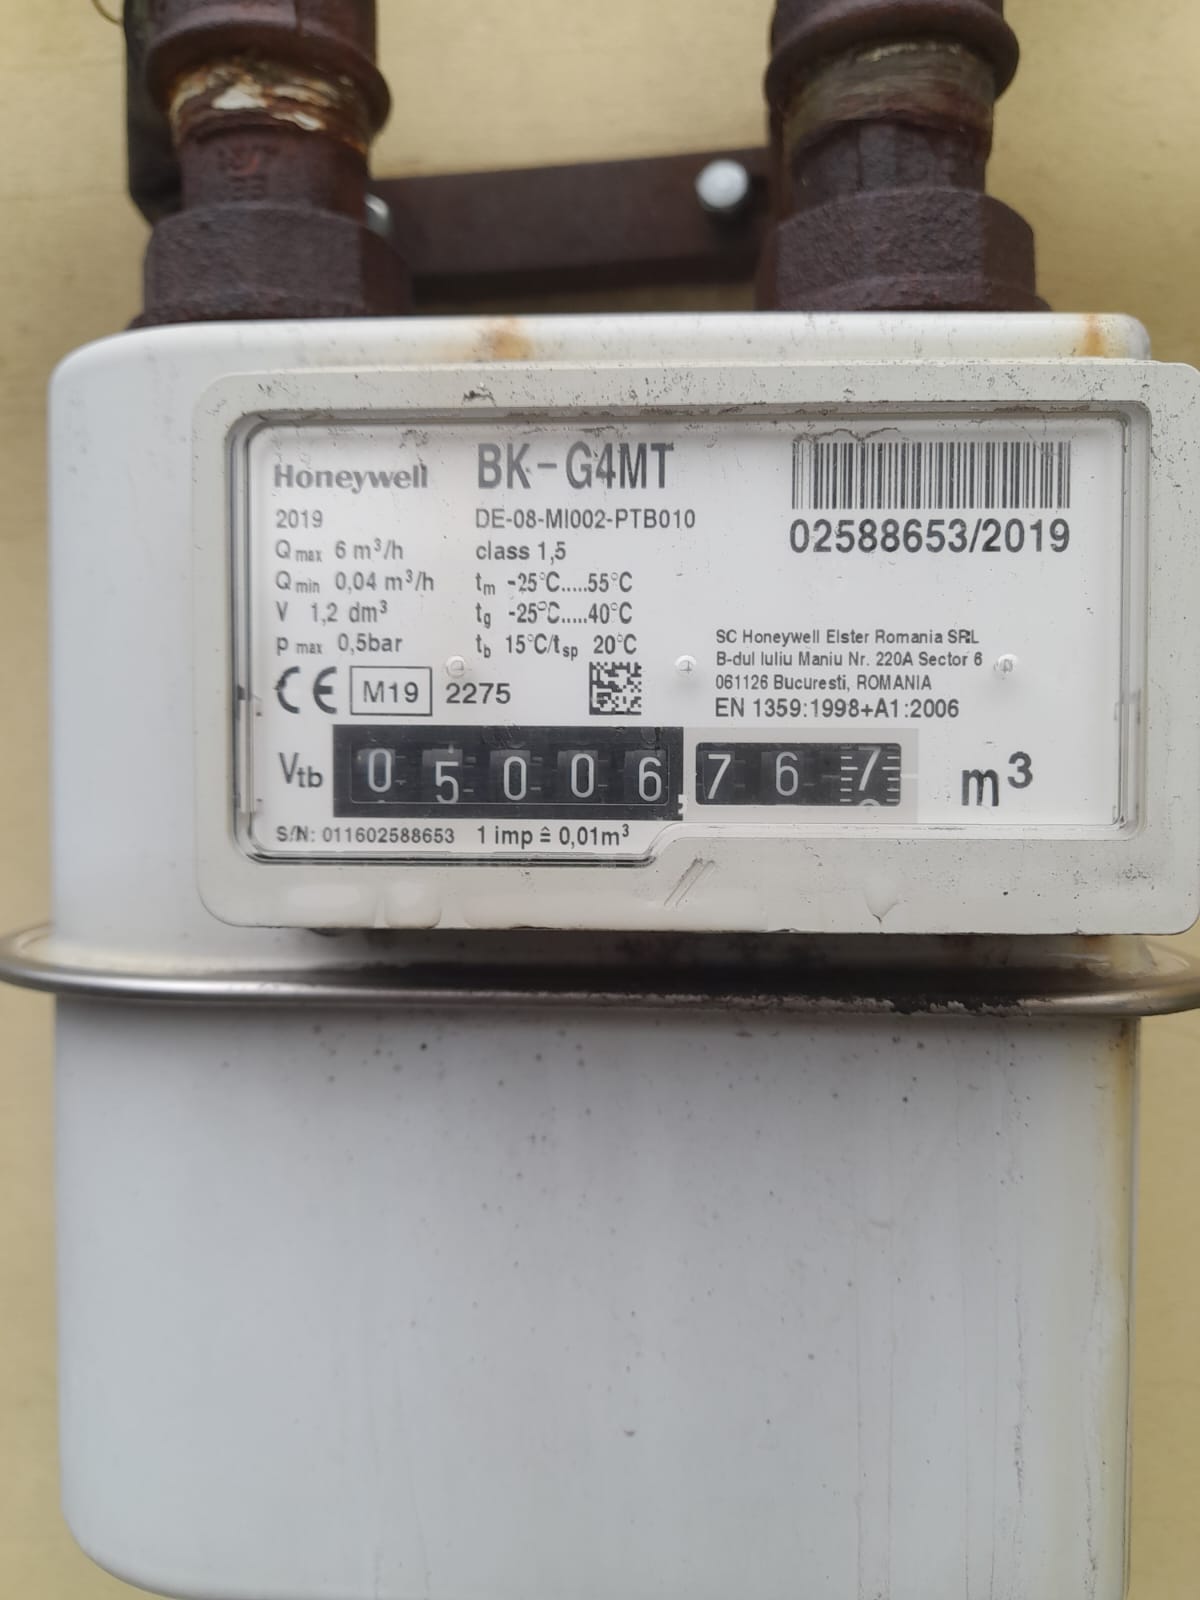 Honeywell BK-G4MT
2019 DE-08-MI002-PTB010
02588653/2019
Qmax 6 m³/h class 1,5
Qmin 0,04 m³/h tm -25°C.....55°C
V 1,2 dm³ tg -25°C.....40°C
pmax 0,5bar tb 15°C/tsp 20°C
SC Honeywell Elster Romania SRL
B-dul Iuliu Maniu Nr. 220A Sector 6
061126 Bucuresti, ROMANIA
CE M19 2275
EN 1359:1998+A1:2006
Vtb 05006 767 m³
S/N: 011602588653 1 imp ≙ 0,01m³